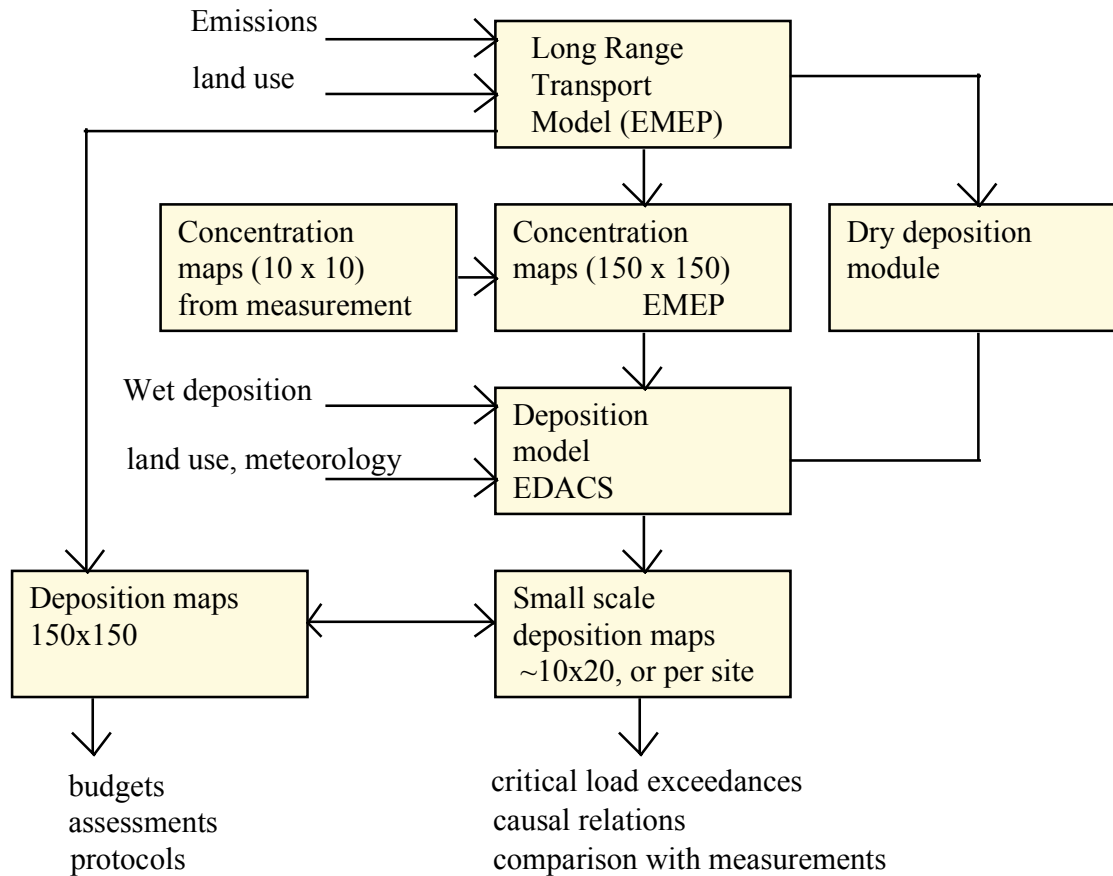 Emissions
land use
Long Range
Transport
Model (EMEP)
Concentration
maps (10 x 10)
from measurement
Concentration
maps (150 x 150)
EMEP
Dry deposition
module
Wet deposition
land use, meteorology
Deposition
model
EDACS
Deposition maps
150x150
Small scale
deposition maps
~10x20, or per site
budgets
assessments
protocols
critical load exceedances
causal relations
comparison with measurements